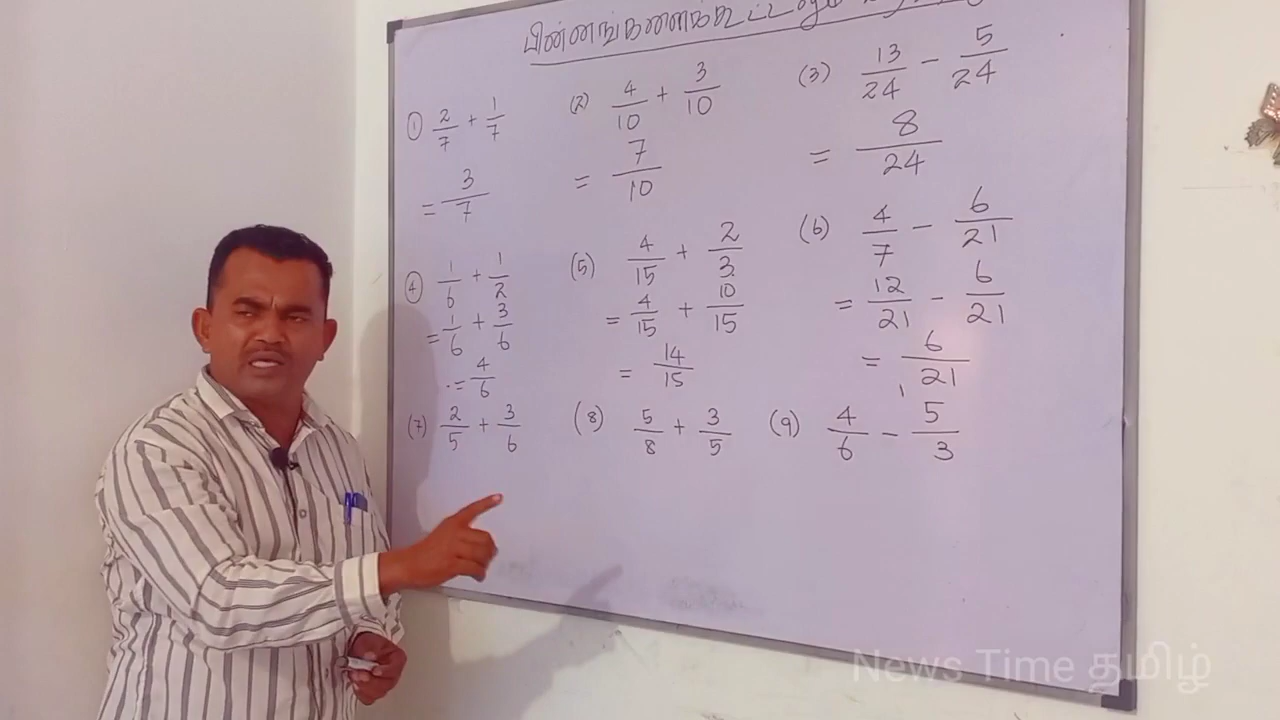 பின்னங்களைக் கூட்டலும்
① 2/7 + 1/7
= 3/7
(2) 4/10 + 3/10
= 7/10
(3) 13/24 - 5/24
= 8/24
④ 1/6 + 1/2
= 1/6 + 3/6
= 4/6
(5) 4/15 + 2/3
= 4/15 + 10/15
= 14/15
(6) 4/7 - 6/21
= 12/21 - 6/21
= 6/21
(7) 2/5 + 3/6
(8) 5/8 + 3/5
(9) 4/6 - 5/3
News Time தமிழ்